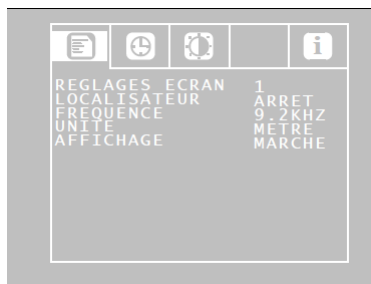 REGLAGES ECRAN 1
LOCALISATEUR ARRET
FREQUENCE 9.2KHZ
UNITE METRE
AFFICHAGE MARCHE